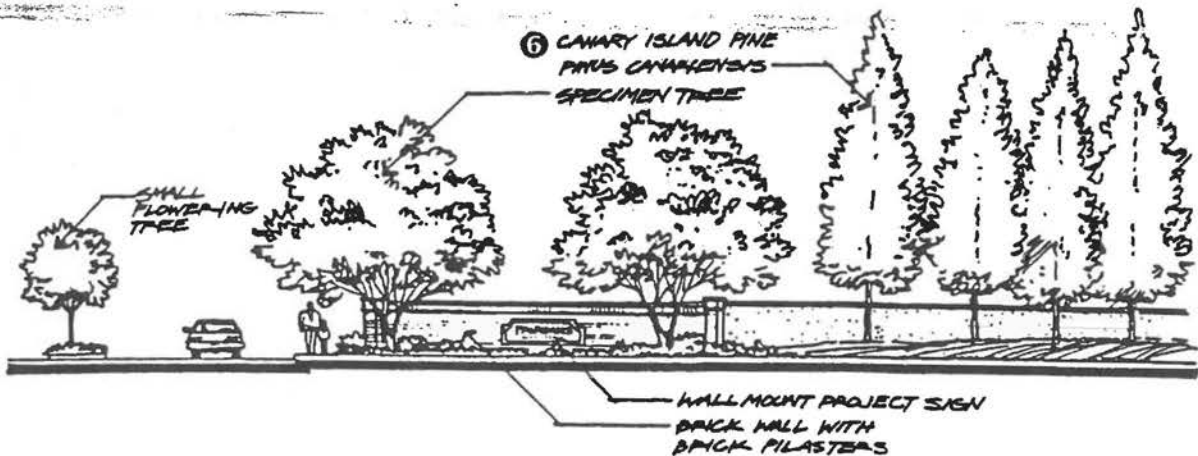 6 CANARY ISLAND PINE
PINUS CANARIENSIS
SPECIMEN TREE
SMALL
FLOWERING
TREE
WALL MOUNT PROJECT SIGN
BRICK WALL WITH
BRICK PILASTERS